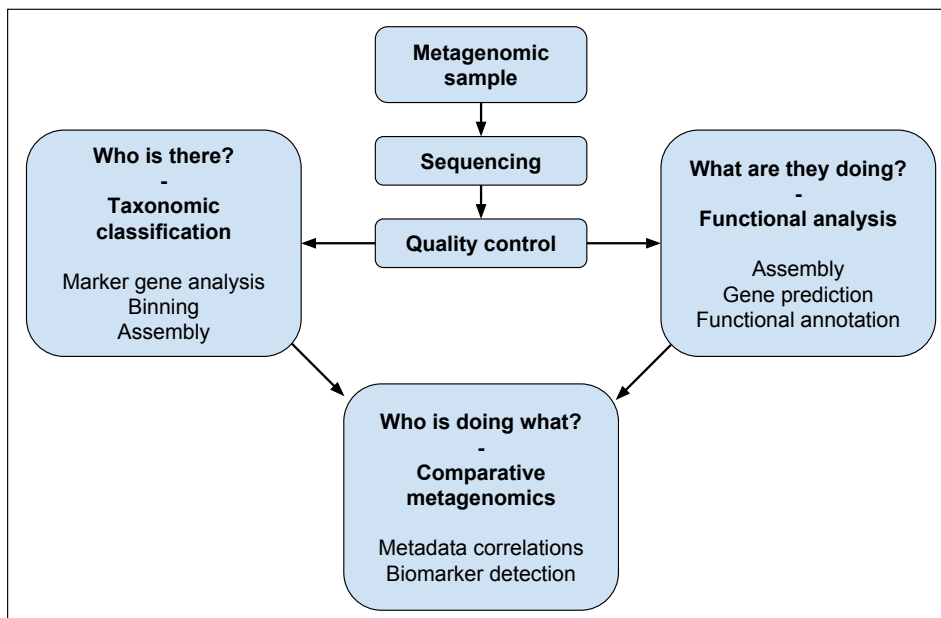 Metagenomic
sample
Sequencing
Quality control
Who is there?
-
Taxonomic
classification
Marker gene analysis
Binning
Assembly
What are they doing?
-
Functional analysis
Assembly
Gene prediction
Functional annotation
Who is doing what?
-
Comparative
metagenomics
Metadata correlations
Biomarker detection